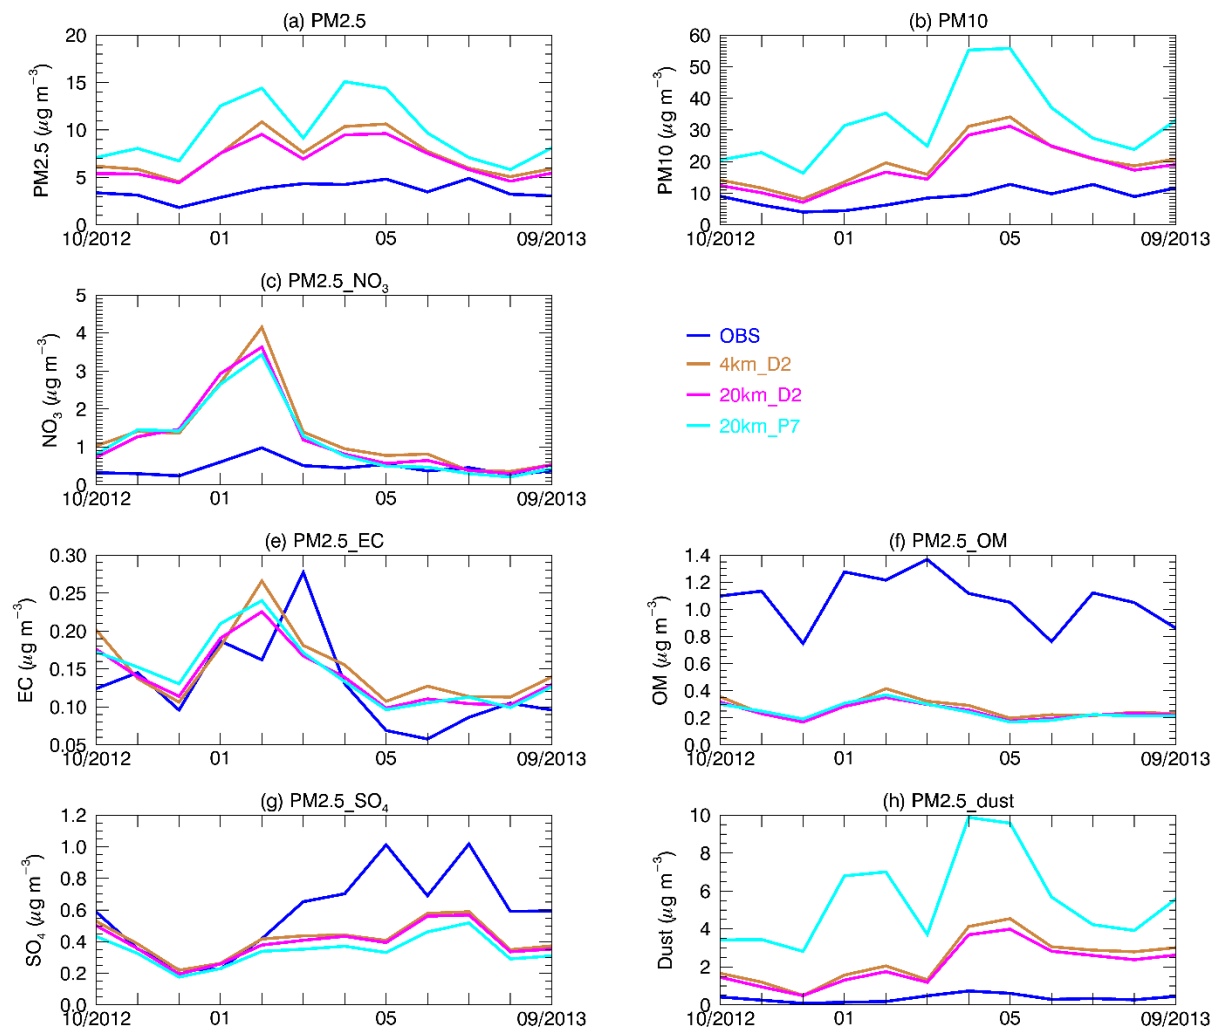 (a) PM2.5
PM2.5 (μg m⁻³)
20
15
10
5
0
10/2012 01 05 09/2013
(b) PM10
PM10 (μg m⁻³)
60
50
40
30
20
10
0
10/2012 01 05 09/2013
(c) PM2.5_NO₃
NO₃ (μg m⁻³)
5
4
3
2
1
0
10/2012 01 05 09/2013
OBS
4km_D2
20km_D2
20km_P7
(e) PM2.5_EC
EC (μg m⁻³)
0.30
0.25
0.20
0.15
0.10
0.05
10/2012 01 05 09/2013
(f) PM2.5_OM
OM (μg m⁻³)
1.4
1.2
1.0
0.8
0.6
0.4
0.2
0.0
10/2012 01 05 09/2013
(g) PM2.5_SO₄
SO₄ (μg m⁻³)
1.2
1.0
0.8
0.6
0.4
0.2
0.0
10/2012 01 05 09/2013
(h) PM2.5_dust
Dust (μg m⁻³)
10
8
6
4
2
0
10/2012 01 05 09/2013